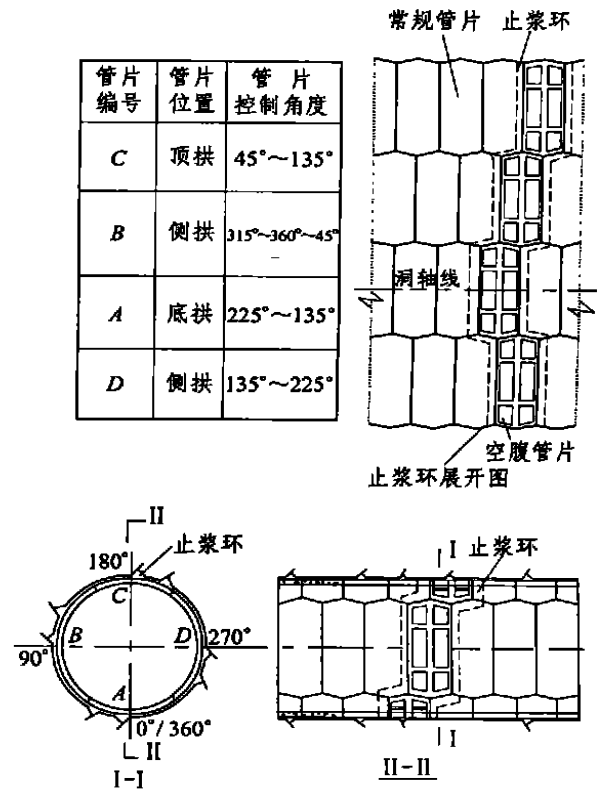 常规管片 止浆环
管片编号 管片位置 管片控制角度
C 顶拱 45°~135°
B 侧拱 315°~360°~45°
A 底拱 225°~135°
D 侧拱 135°~225°
洞轴线
空腹管片
止浆环展开图
II
止浆环
180°
C
B
D
270°
90°
A
0°/360°
II
I-I
I
止浆环
I
II-II